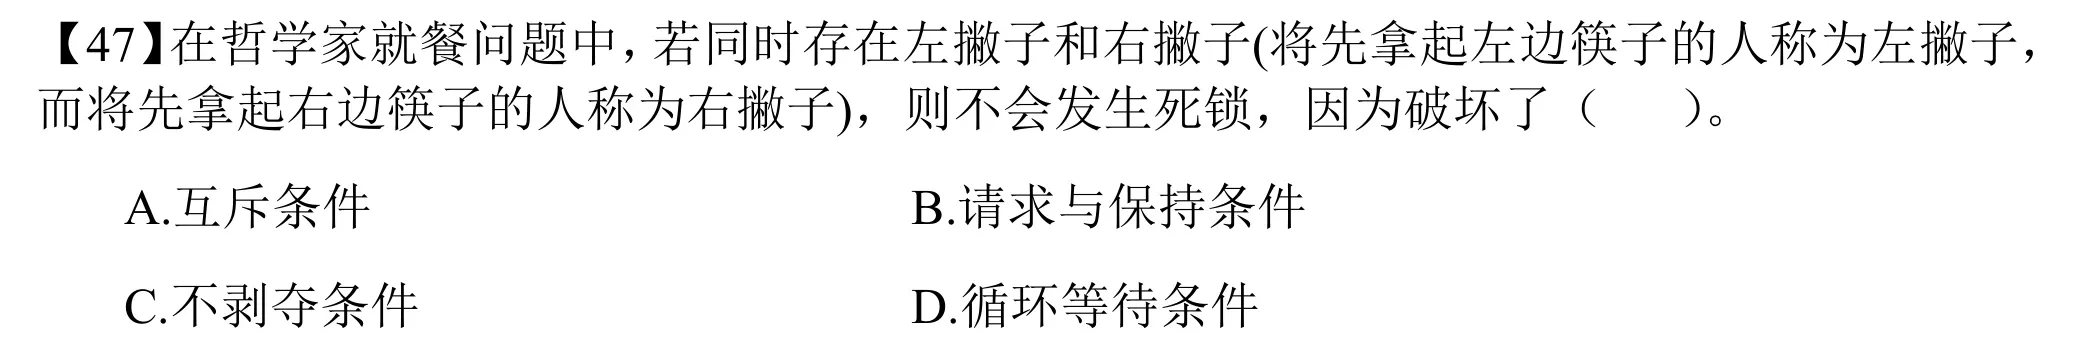 【47】在哲学家就餐问题中，若同时存在左撇子和右撇子(将先拿起左边筷子的人称为左撇子，
而将先拿起右边筷子的人称为右撇子)，则不会发生死锁，因为破坏了（　　）。
A.互斥条件　　B.请求与保持条件
C.不剥夺条件　　D.循环等待条件